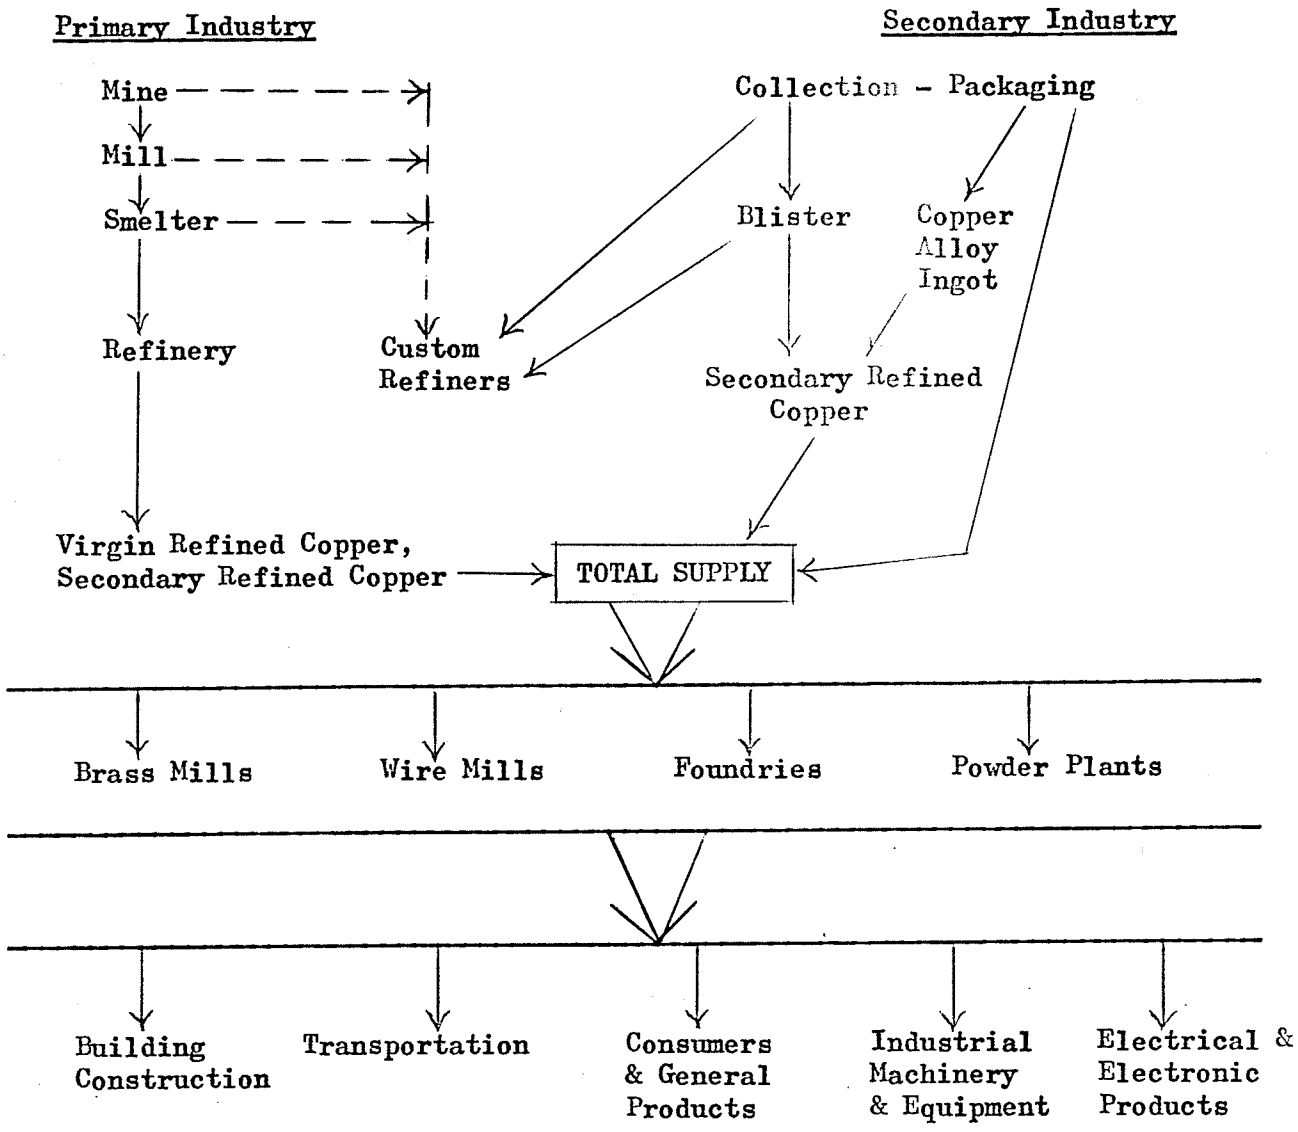 Primary Industry
Secondary Industry
Mine
Collection - Packaging
Mill
Smelter
Blister
Copper
Alloy
Ingot
Refinery
Custom
Refiners
Secondary Refined
Copper
Virgin Refined Copper,
Secondary Refined Copper
TOTAL SUPPLY
Brass Mills
Wire Mills
Foundries
Powder Plants
Building
Construction
Transportation
Consumers
& General
Products
Industrial
Machinery
& Equipment
Electrical &
Electronic
Products